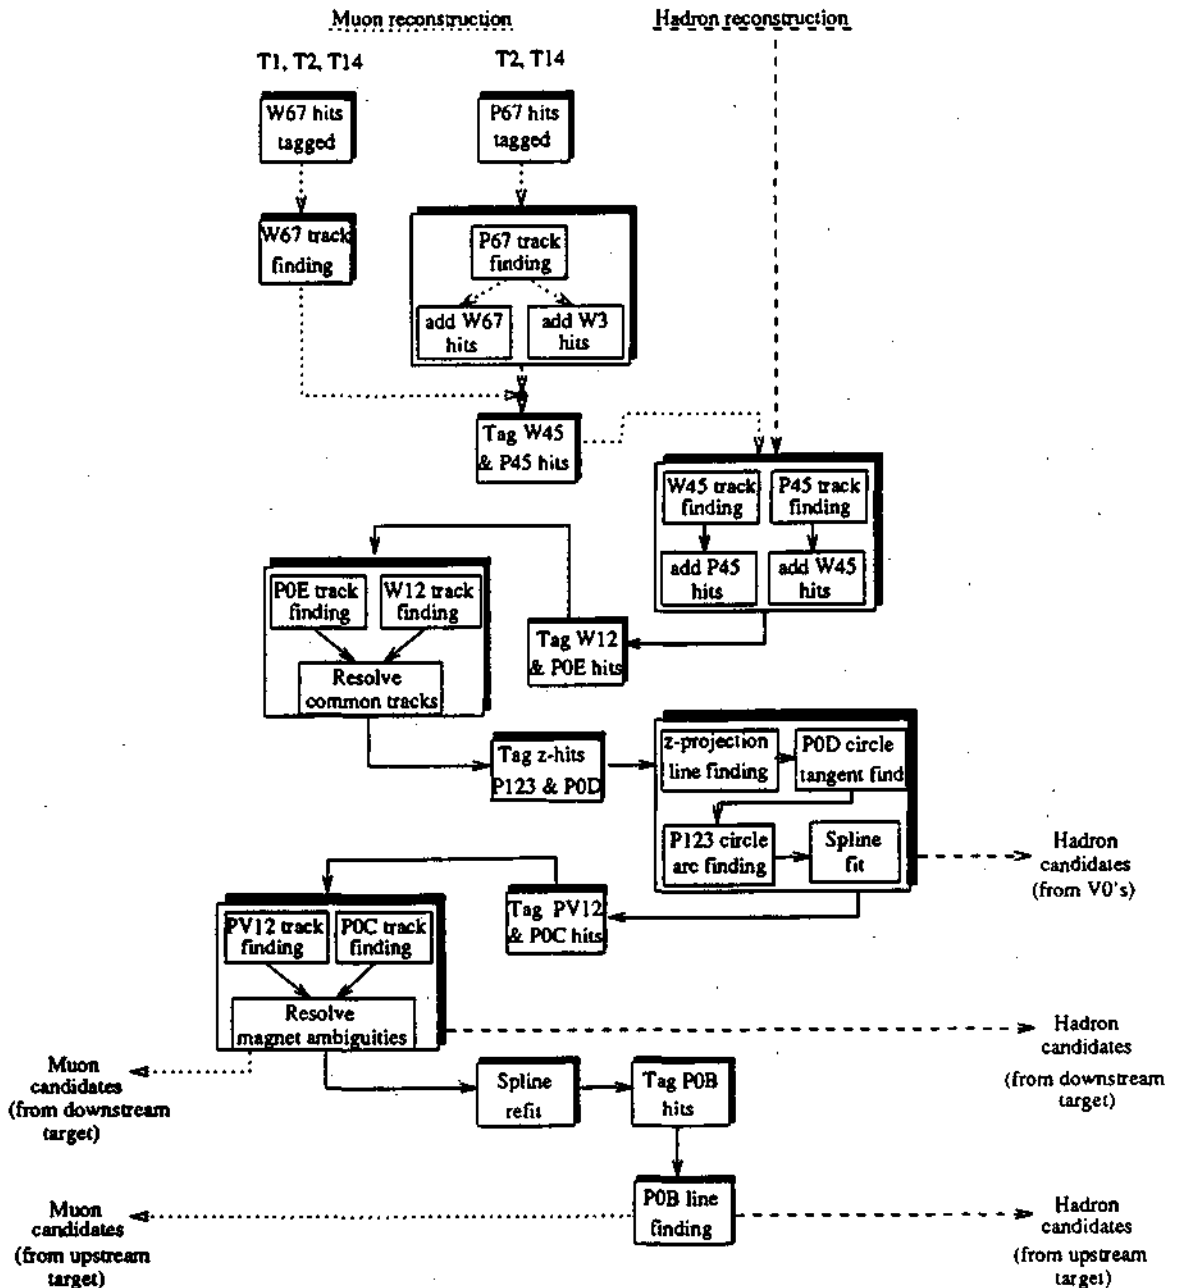 Muon reconstruction
Hadron reconstruction
T1, T2, T14
T2, T14
W67 hits
tagged
P67 hits
tagged
W67 track
finding
P67 track
finding
add W67
hits
add W3
hits
Tag W45
& P45 hits
W45 track
finding
P45 track
finding
add P45
hits
add W45
hits
P0E track
finding
W12 track
finding
Resolve
common tracks
Tag W12
& P0E hits
Tag z-hits
P123 & P0D
z-projection
line finding
P0D circle
tangent find
P123 circle
arc finding
Spline
fit
Hadron
candidates
(from V0's)
Tag PV12
& P0C hits
PV12 track
finding
P0C track
finding
Resolve
magnet ambiguities
Hadron
candidates
(from downstream
target)
Muon
candidates
(from downstream
target)
Spline
refit
Tag P0B
hits
P0B line
finding
Muon
candidates
(from upstream
target)
Hadron
candidates
(from upstream
target)